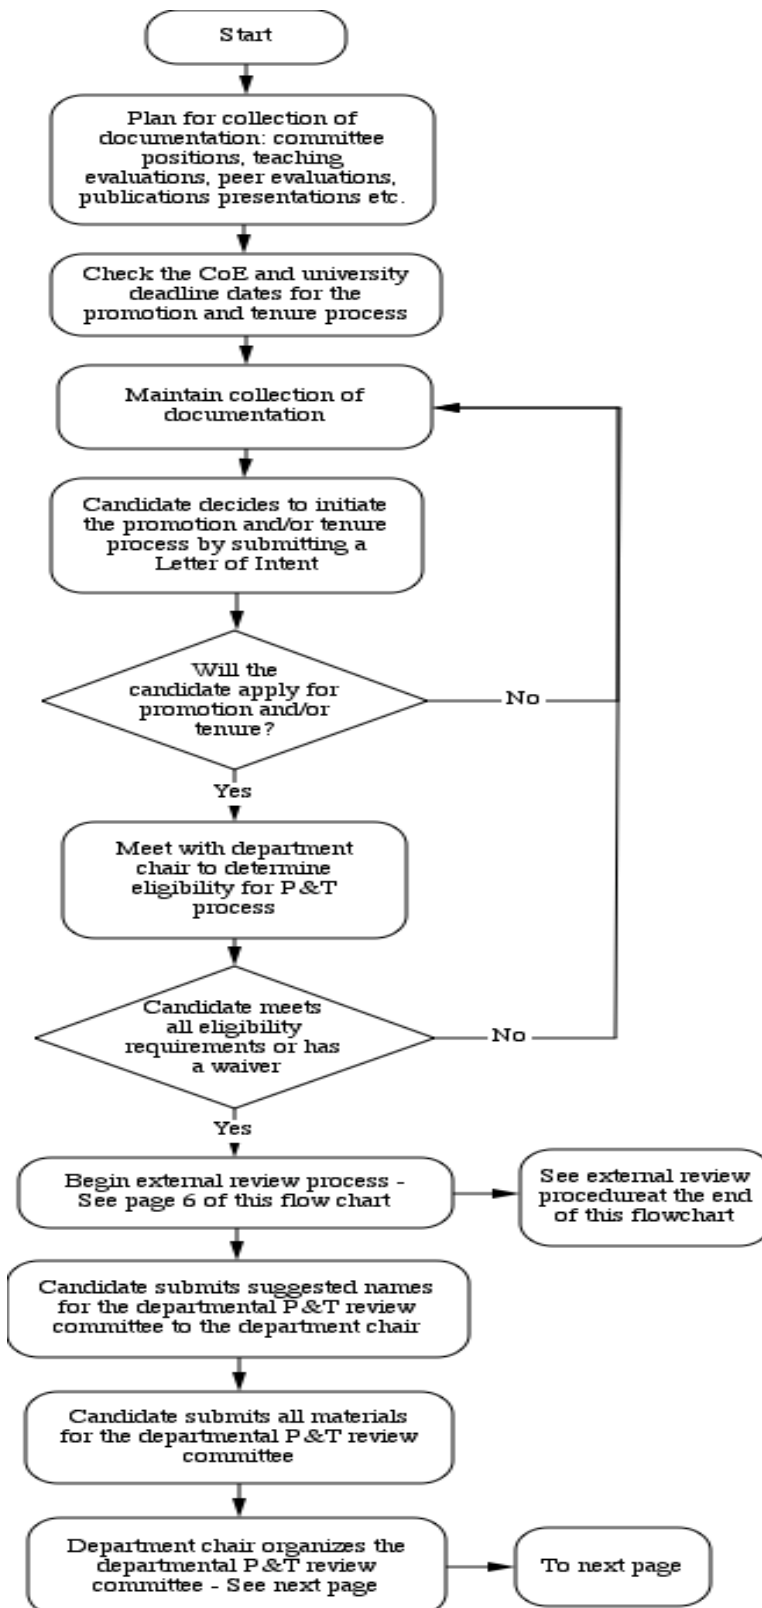 Start
Plan for collection of
documentation: committee
positions, teaching
evaluations, peer evaluations,
publications presentations etc.
Check the CoE and university
deadline dates for the
promotion and tenure process
Maintain collection of
documentation
Candidate decides to initiate
the promotion and/or tenure
process by submitting a
Letter of Intent
Will the
candidate apply for
promotion and/or
tenure?
No
Yes
Meet with department
chair to determine
eligibility for P&T
process
Candidate meets
all eligibility
requirements or has
a waiver
No
Yes
Begin external review process -
See page 6 of this flow chart
See external review
procedureat the end
of this flowchart
Candidate submits suggested names
for the departmental P&T review
committee to the department chair
Candidate submits all materials
for the departmental P&T review
committee
Department chair organizes the
departmental P&T review
committee - See next page
To next page